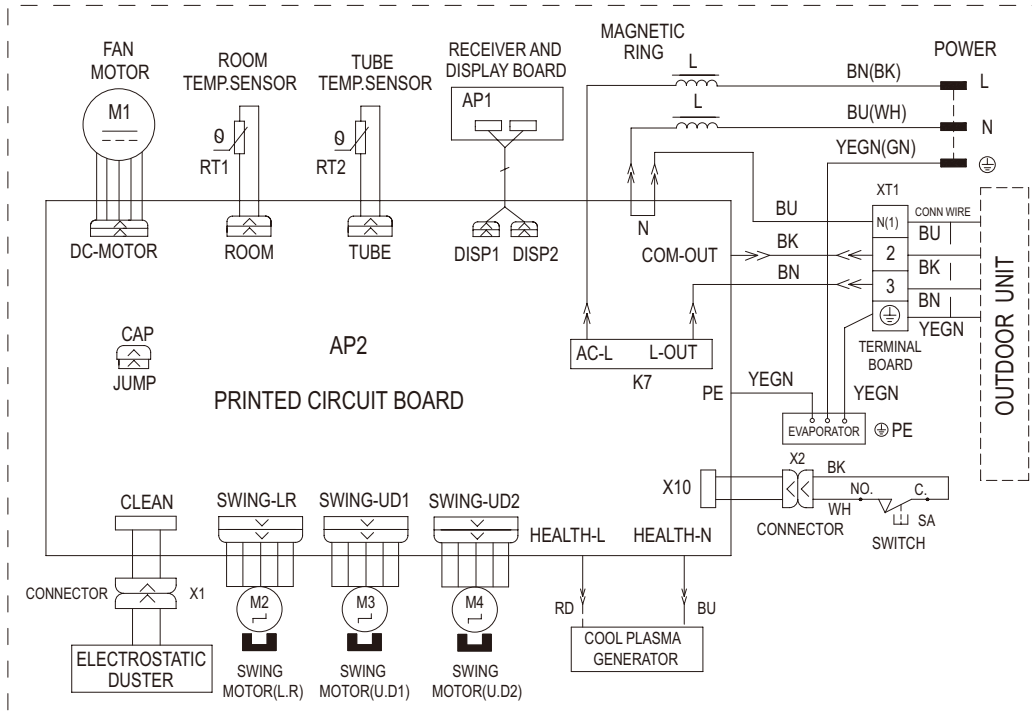 FAN
MOTOR
M1
DC-MOTOR
ROOM
TEMP.SENSOR
RT1
ROOM
TUBE
TEMP.SENSOR
RT2
TUBE
RECEIVER AND
DISPLAY BOARD
AP1
DISP1
DISP2
MAGNETIC
RING
L
L
N
POWER
BN(BK)
L
BU(WH)
N
YEGN(GN)
XT1
BU
N(1)
CONN WIRE
BU
COM-OUT
BK
2
BK
BN
3
BN
YEGN
TERMINAL
BOARD
OUTDOOR UNIT
AC-L
L-OUT
K7
CAP
JUMP
AP2
PRINTED CIRCUIT BOARD
PE
YEGN
YEGN
EVAPORATOR
PE
X10
X2
CONNECTOR
BK
NO.
C.
WH
SA
SWITCH
CLEAN
CONNECTOR
X1
ELECTROSTATIC
DUSTER
SWING-LR
M2
SWING
MOTOR(L.R)
SWING-UD1
M3
SWING
MOTOR(U.D1)
SWING-UD2
M4
SWING
MOTOR(U.D2)
HEALTH-L
HEALTH-N
RD
BU
COOL PLASMA
GENERATOR